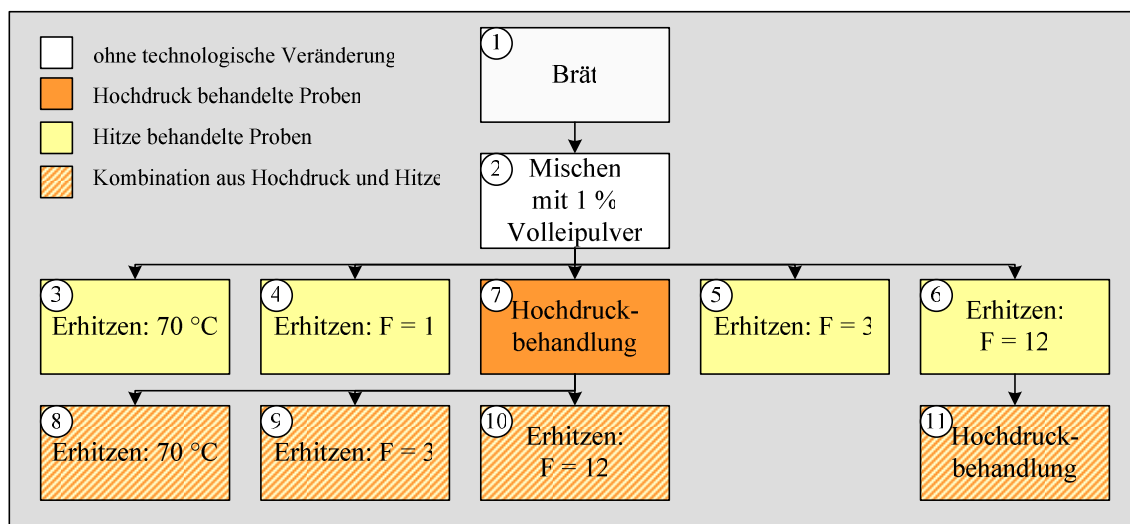 ohne technologische Veränderung
Hochdruck behandelte Proben
Hitze behandelte Proben
Kombination aus Hochdruck und Hitze
1
Brät
2
Mischen
mit 1 %
Volleipulver
3
Erhitzen: 70 °C
4
Erhitzen: F = 1
7
Hochdruck-
behandlung
5
Erhitzen: F = 3
6
Erhitzen:
F = 12
8
Erhitzen: 70 °C
9
Erhitzen: F = 3
10
Erhitzen:
F = 12
11
Hochdruck-
behandlung